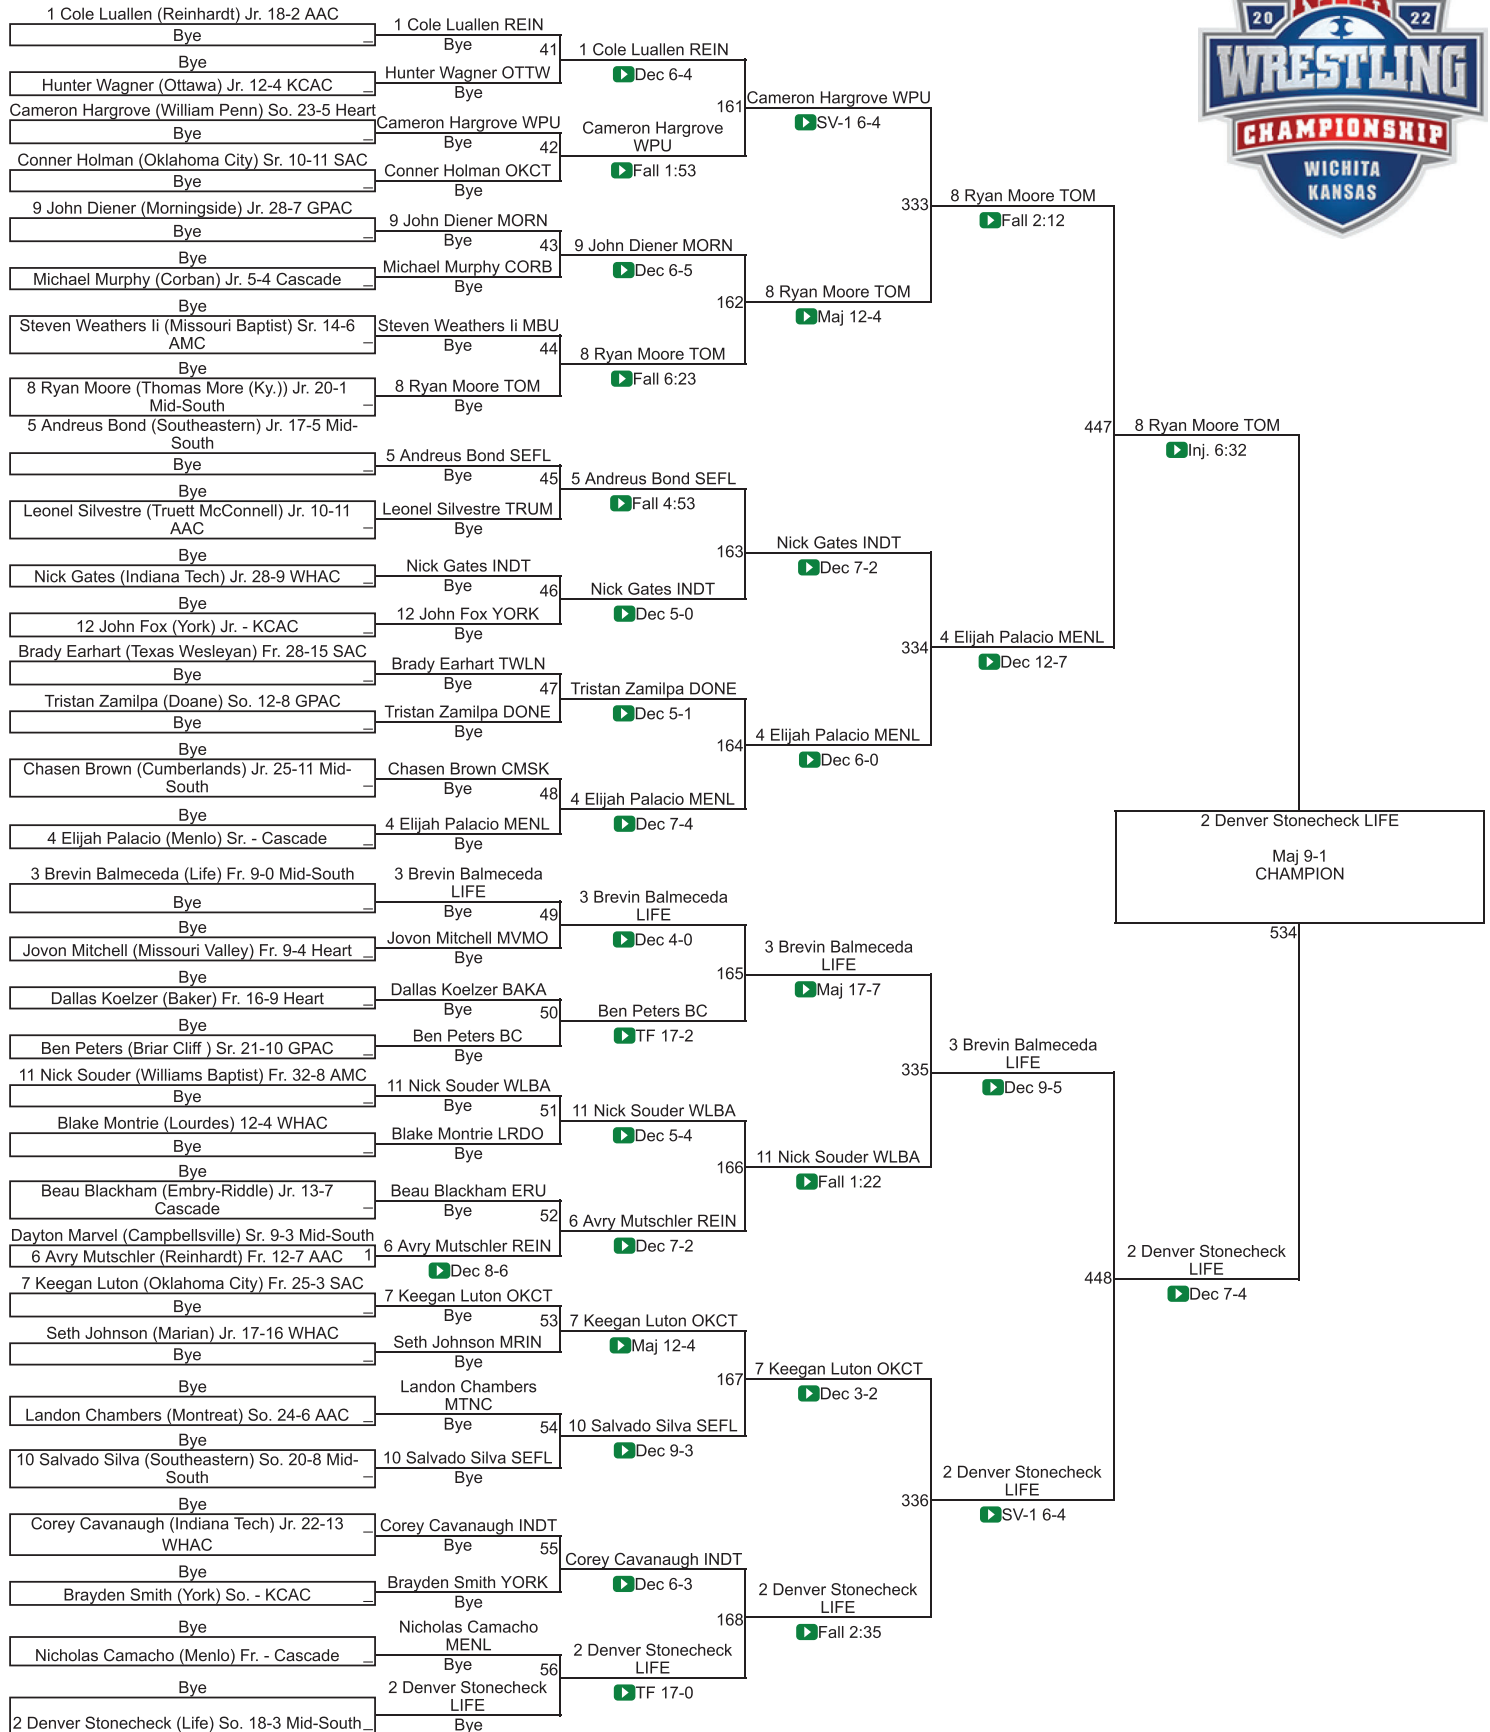 1 Cole Luallen (Reinhardt) Jr. 18-2 AAC
Bye
Bye
Hunter Wagner (Ottawa) Jr. 12-4 KCAC
Cameron Hargrove (William Penn) So. 23-5 Heart
Bye
Conner Holman (Oklahoma City) Sr. 10-11 SAC
Bye
9 John Diener (Morningside) Jr. 28-7 GPAC
Bye
Bye
Michael Murphy (Corban) Jr. 5-4 Cascade
Bye
Steven Weathers Ii (Missouri Baptist) Sr. 14-6
AMC
Bye
8 Ryan Moore (Thomas More (Ky.)) Jr. 20-1
Mid-South
5 Andreus Bond (Southeastern) Jr. 17-5 Mid-
South
Bye
Bye
Leonel Silvestre (Truett McConnell) Jr. 10-11
AAC
Bye
Nick Gates (Indiana Tech) Jr. 28-9 WHAC
Bye
12 John Fox (York) Jr. - KCAC
Brady Earhart (Texas Wesleyan) Fr. 28-15 SAC
Bye
Tristan Zamilpa (Doane) So. 12-8 GPAC
Bye
Bye
Chasen Brown (Cumberlands) Jr. 25-11 Mid-
South
Bye
4 Elijah Palacio (Menlo) Sr. - Cascade
3 Brevin Balmeceda (Life) Fr. 9-0 Mid-South
Bye
Bye
Jovon Mitchell (Missouri Valley) Fr. 9-4 Heart
Bye
Dallas Koelzer (Baker) Fr. 16-9 Heart
Bye
Ben Peters (Briar Cliff ) Sr. 21-10 GPAC
11 Nick Souder (Williams Baptist) Fr. 32-8 AMC
Bye
Blake Montrie (Lourdes) 12-4 WHAC
Bye
Bye
Beau Blackham (Embry-Riddle) Jr. 13-7
Cascade
Dayton Marvel (Campbellsville) Sr. 9-3 Mid-South
6 Avry Mutschler (Reinhardt) Fr. 12-7 AAC 1
7 Keegan Luton (Oklahoma City) Fr. 25-3 SAC
Bye
Seth Johnson (Marian) Jr. 17-16 WHAC
Bye
Bye
Landon Chambers (Montreat) So. 24-6 AAC
Bye
10 Salvado Silva (Southeastern) So. 20-8 Mid-
South
Bye
Corey Cavanaugh (Indiana Tech) Jr. 22-13
WHAC
Bye
Brayden Smith (York) So. - KCAC
Bye
Nicholas Camacho (Menlo) Fr. - Cascade
Bye
2 Denver Stonecheck (Life) So. 18-3 Mid-South
1 Cole Luallen REIN
Bye
41
Hunter Wagner OTTW
Bye
Cameron Hargrove WPU
Bye
42
Conner Holman OKCT
Bye
9 John Diener MORN
Bye
43
Michael Murphy CORB
Bye
Steven Weathers Ii MBU
Bye
44
8 Ryan Moore TOM
Bye
5 Andreus Bond SEFL
Bye
45
Leonel Silvestre TRUM
Bye
Nick Gates INDT
Bye
46
12 John Fox YORK
Bye
Brady Earhart TWLN
Bye
47
Tristan Zamilpa DONE
Bye
Chasen Brown CMSK
Bye
48
4 Elijah Palacio MENL
Bye
3 Brevin Balmeceda
LIFE
Bye
49
Jovon Mitchell MVMO
Bye
Dallas Koelzer BAKA
Bye
50
Ben Peters BC
Bye
11 Nick Souder WLBA
Bye
51
Blake Montrie LRDO
Bye
Beau Blackham ERU
Bye
52
6 Avry Mutschler REIN
Dec 8-6
7 Keegan Luton OKCT
Bye
53
Seth Johnson MRIN
Bye
Landon Chambers
MTNC
Bye
54
10 Salvado Silva SEFL
Bye
Corey Cavanaugh INDT
Bye
55
Brayden Smith YORK
Bye
Nicholas Camacho
MENL
Bye
56
2 Denver Stonecheck
LIFE
Bye
1 Cole Luallen REIN
Dec 6-4
161
Cameron Hargrove
WPU
Fall 1:53
9 John Diener MORN
Dec 6-5
162
8 Ryan Moore TOM
Fall 6:23
5 Andreus Bond SEFL
Fall 4:53
163
Nick Gates INDT
Dec 5-0
Tristan Zamilpa DONE
Dec 5-1
164
4 Elijah Palacio MENL
Dec 7-4
3 Brevin Balmeceda
LIFE
Dec 4-0
165
Ben Peters BC
TF 17-2
11 Nick Souder WLBA
Dec 5-4
166
6 Avry Mutschler REIN
Dec 7-2
7 Keegan Luton OKCT
Maj 12-4
167
10 Salvado Silva SEFL
Dec 9-3
Corey Cavanaugh INDT
Dec 6-3
168
2 Denver Stonecheck
LIFE
TF 17-0
Cameron Hargrove WPU
SV-1 6-4
333
8 Ryan Moore TOM
Maj 12-4
Nick Gates INDT
Dec 7-2
334
4 Elijah Palacio MENL
Dec 6-0
3 Brevin Balmeceda
LIFE
Maj 17-7
335
11 Nick Souder WLBA
Fall 1:22
7 Keegan Luton OKCT
Dec 3-2
336
2 Denver Stonecheck
LIFE
Fall 2:35
8 Ryan Moore TOM
Fall 2:12
447
4 Elijah Palacio MENL
Dec 12-7
3 Brevin Balmeceda
LIFE
Dec 9-5
448
2 Denver Stonecheck
LIFE
SV-1 6-4
8 Ryan Moore TOM
Inj. 6:32
2 Denver Stonecheck LIFE
Maj 9-1
CHAMPION
534
2 Denver Stonecheck
LIFE
Dec 7-4
20 22
WRESTLING
CHAMPIONSHIP
WICHITA
KANSAS